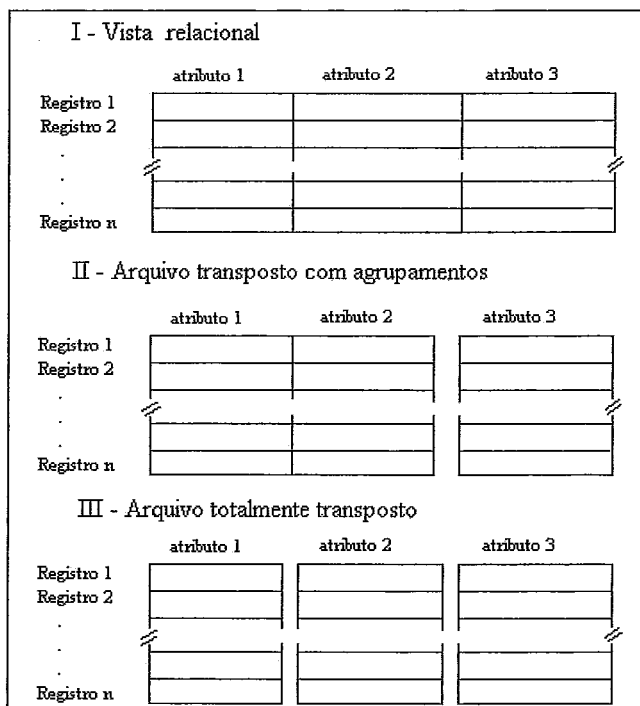 I - Vista relacional
atributo 1 atributo 2 atributo 3
Registro 1
Registro 2
.
.
.
Registro n
II - Arquivo transposto com agrupamentos
atributo 1 atributo 2 atributo 3
Registro 1
Registro 2
.
.
.
Registro n
III - Arquivo totalmente transposto
atributo 1 atributo 2 atributo 3
Registro 1
Registro 2
.
.
.
Registro n